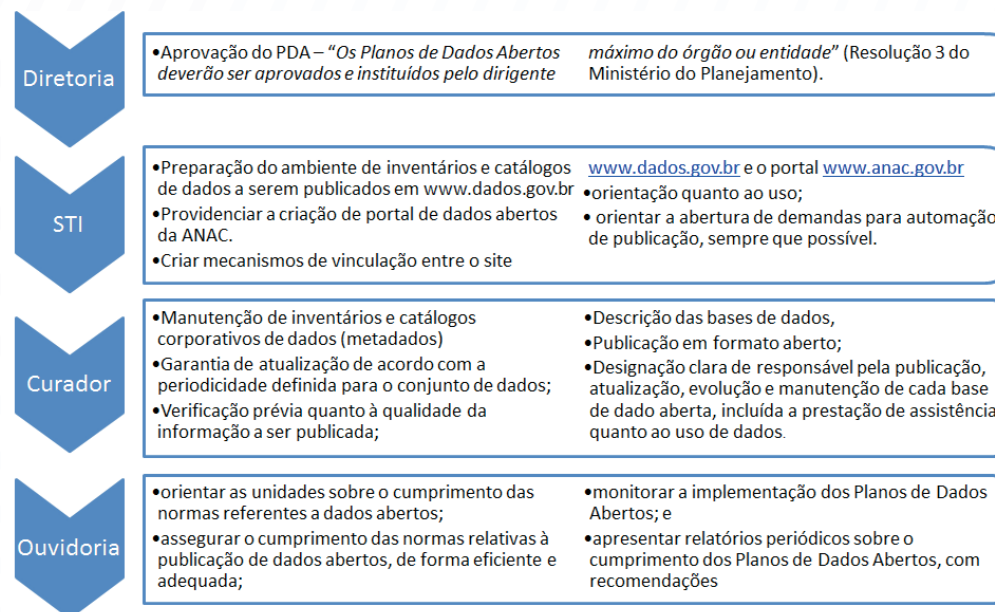 Diretoria
•Aprovação do PDA – “Os Planos de Dados Abertos
deverão ser aprovados e instituídos pelo dirigente
máximo do órgão ou entidade” (Resolução 3 do
Ministério do Planejamento).
STI
•Preparação do ambiente de inventários e catálogos
de dados a serem publicados em www.dados.gov.br
•Providenciar a criação de portal de dados abertos
da ANAC.
•Criar mecanismos de vinculação entre o site
www.dados.gov.br e o portal www.anac.gov.br
•orientação quanto ao uso;
• orientar a abertura de demandas para automação
de publicação, sempre que possível.
Curador
•Manutenção de inventários e catálogos
corporativos de dados (metadados)
•Garantia de atualização de acordo com a
periodicidade definida para o conjunto de dados;
•Verificação prévia quanto à qualidade da
informação a ser publicada;
•Descrição das bases de dados,
•Publicação em formato aberto;
•Designação clara de responsável pela publicação,
atualização, evolução e manutenção de cada base
de dado aberta, incluída a prestação de assistência
quanto ao uso de dados.
Ouvidoria
•orientar as unidades sobre o cumprimento das
normas referentes a dados abertos;
•assegurar o cumprimento das normas relativas à
publicação de dados abertos, de forma eficiente e
adequada;
•monitorar a implementação dos Planos de Dados
Abertos; e
•apresentar relatórios periódicos sobre o
cumprimento dos Planos de Dados Abertos, com
recomendações